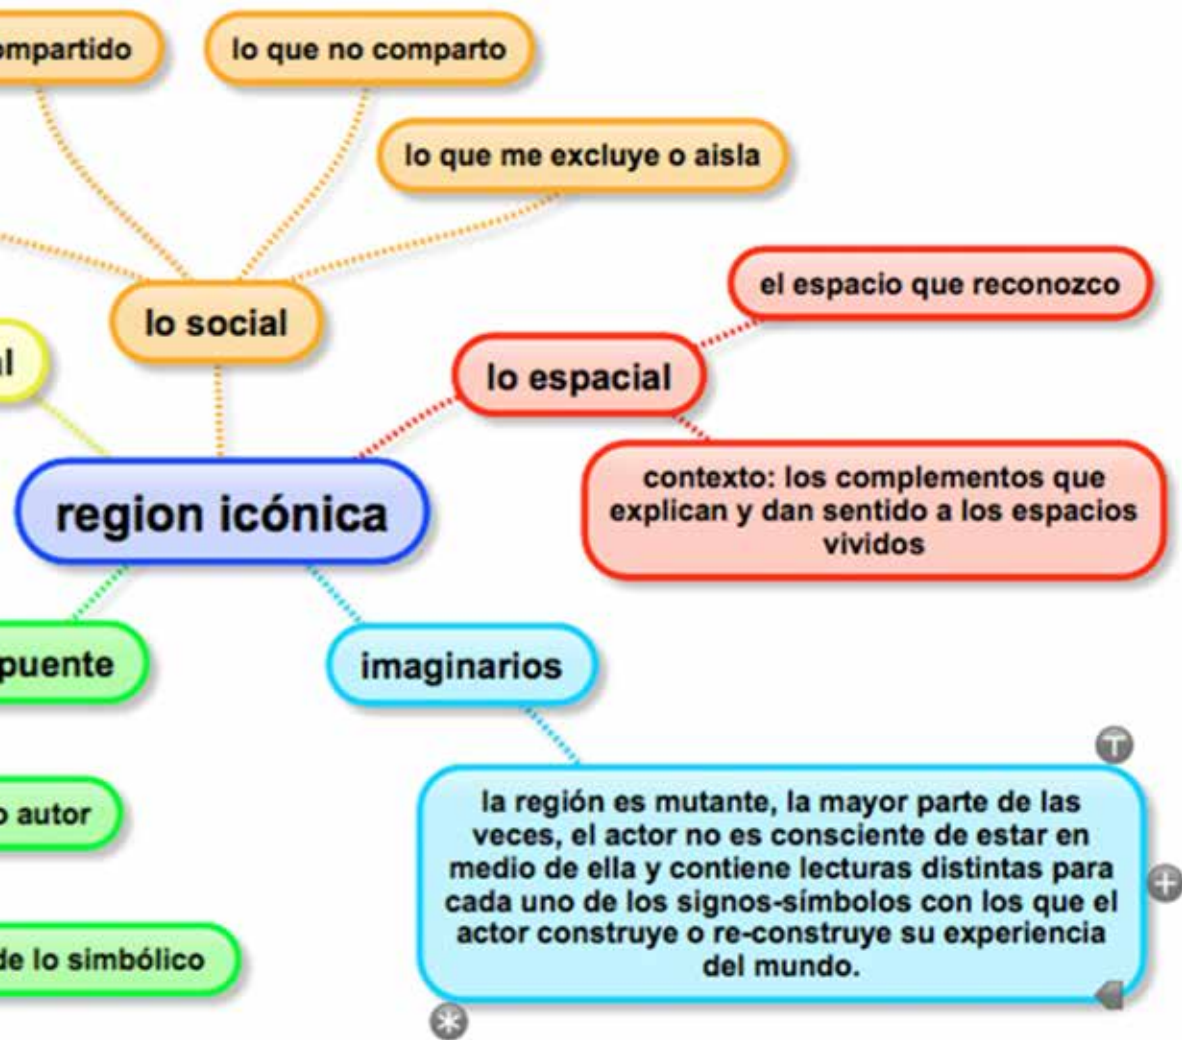 lo que no comparto
lo que me excluye o aisla
el espacio que reconozco
lo social
lo espacial
contexto: los complementos que
explican y dan sentido a los espacios
vividos
region icónica
puente
imaginarios
la región es mutante, la mayor parte de las
veces, el actor no es consciente de estar en
medio de ella y contiene lecturas distintas para
cada uno de los signos-símbolos con los que el
actor construye o re-construye su experiencia
del mundo.
autor
de lo simbólico